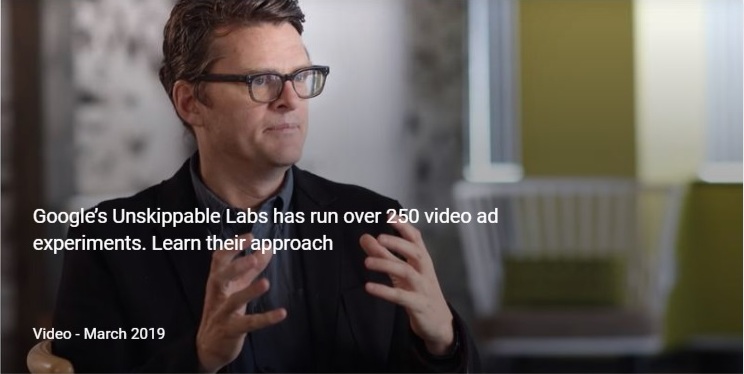 Google’s Unskippable Labs has run over 250 video ad
experiments. Learn their approach
Video - March 2019